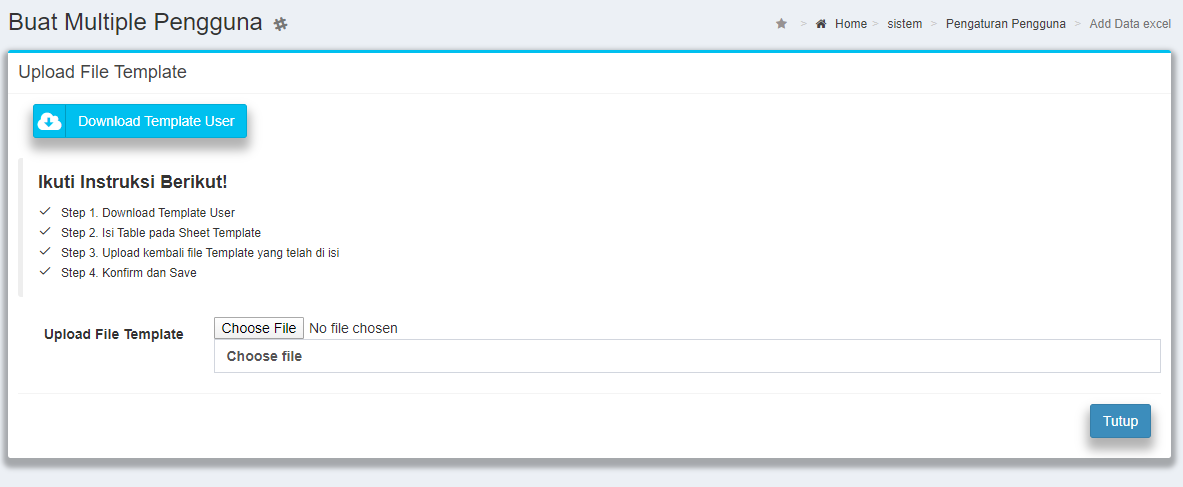 Buat Multiple Pengguna
> Home > sistem > Pengaturan Pengguna > Add Data excel
Upload File Template
Download Template User
Ikuti Instruksi Berikut!
Step 1. Download Template User
Step 2. Isi Table pada Sheet Template
Step 3. Upload kembali file Template yang telah di isi
Step 4. Konfirm dan Save
Upload File Template
Choose File No file chosen
Choose file
Tutup